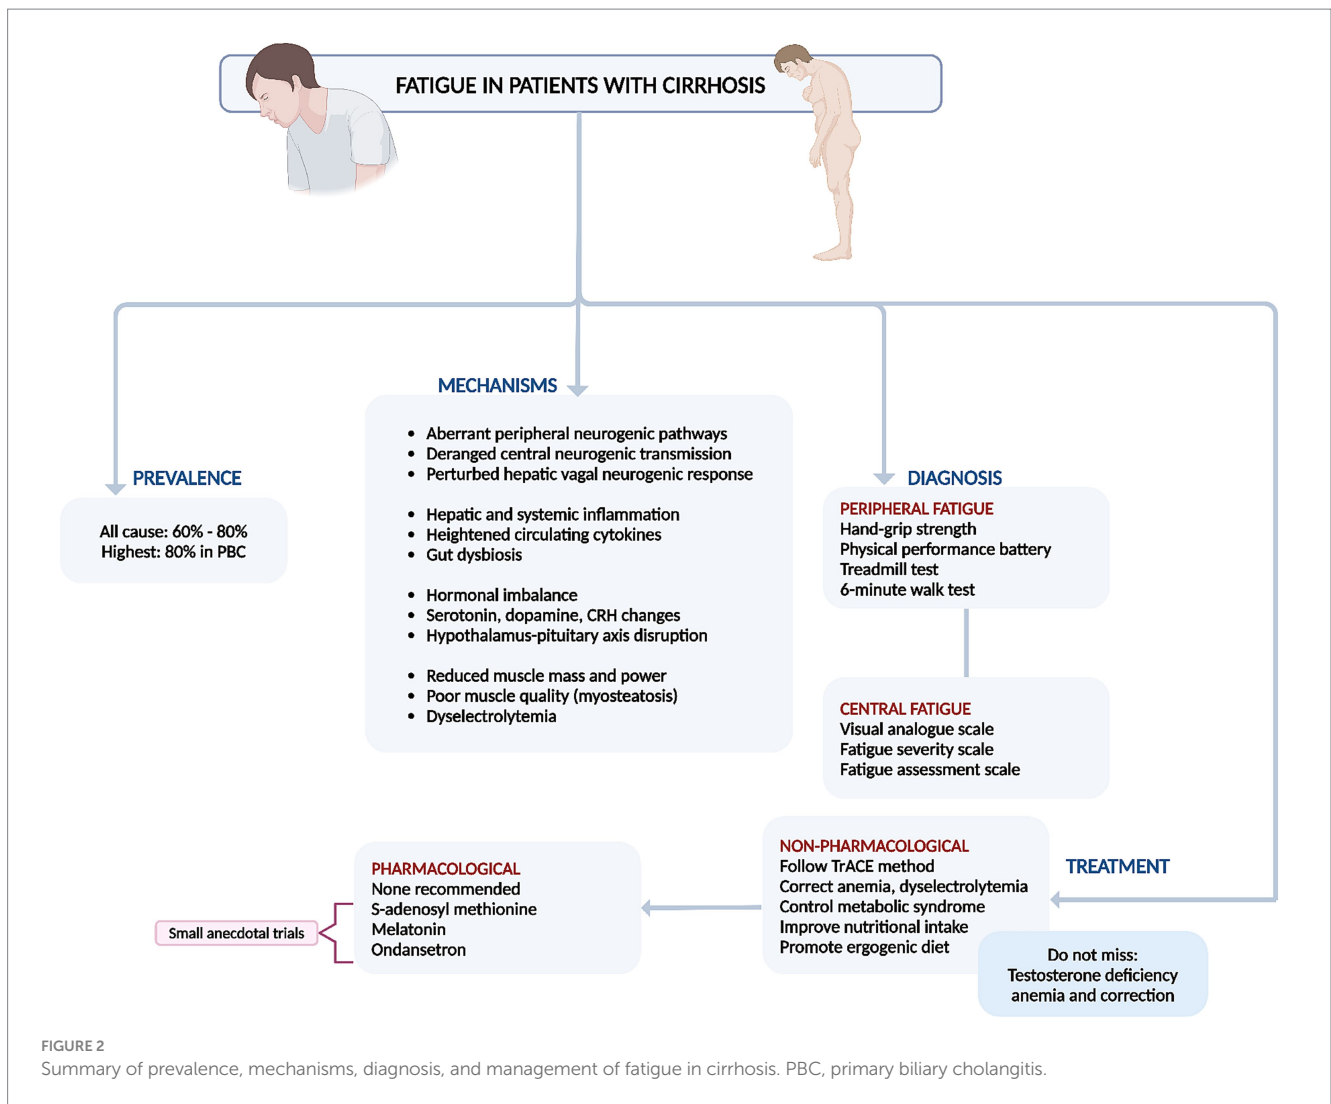 FATIGUE IN PATIENTS WITH CIRRHOSIS
PREVALENCE
All cause: 60% - 80%
Highest: 80% in PBC
MECHANISMS
• Aberrant peripheral neurogenic pathways
• Deranged central neurogenic transmission
• Perturbed hepatic vagal neurogenic response
• Hepatic and systemic inflammation
• Heightened circulating cytokines
• Gut dysbiosis
• Hormonal imbalance
• Serotonin, dopamine, CRH changes
• Hypothalamus-pituitary axis disruption
• Reduced muscle mass and power
• Poor muscle quality (myosteatosis)
• Dyselectrolytemia
DIAGNOSIS
PERIPHERAL FATIGUE
Hand-grip strength
Physical performance battery
Treadmill test
6-minute walk test
CENTRAL FATIGUE
Visual analogue scale
Fatigue severity scale
Fatigue assessment scale
TREATMENT
NON-PHARMACOLOGICAL
Follow TrACE method
Correct anemia, dyselectrolytemia
Control metabolic syndrome
Improve nutritional intake
Promote ergogenic diet
Do not miss:
Testosterone deficiency
anemia and correction
PHARMACOLOGICAL
None recommended
S-adenosyl methionine
Melatonin
Ondansetron
Small anecdotal trials
FIGURE 2
Summary of prevalence, mechanisms, diagnosis, and management of fatigue in cirrhosis. PBC, primary biliary cholangitis.